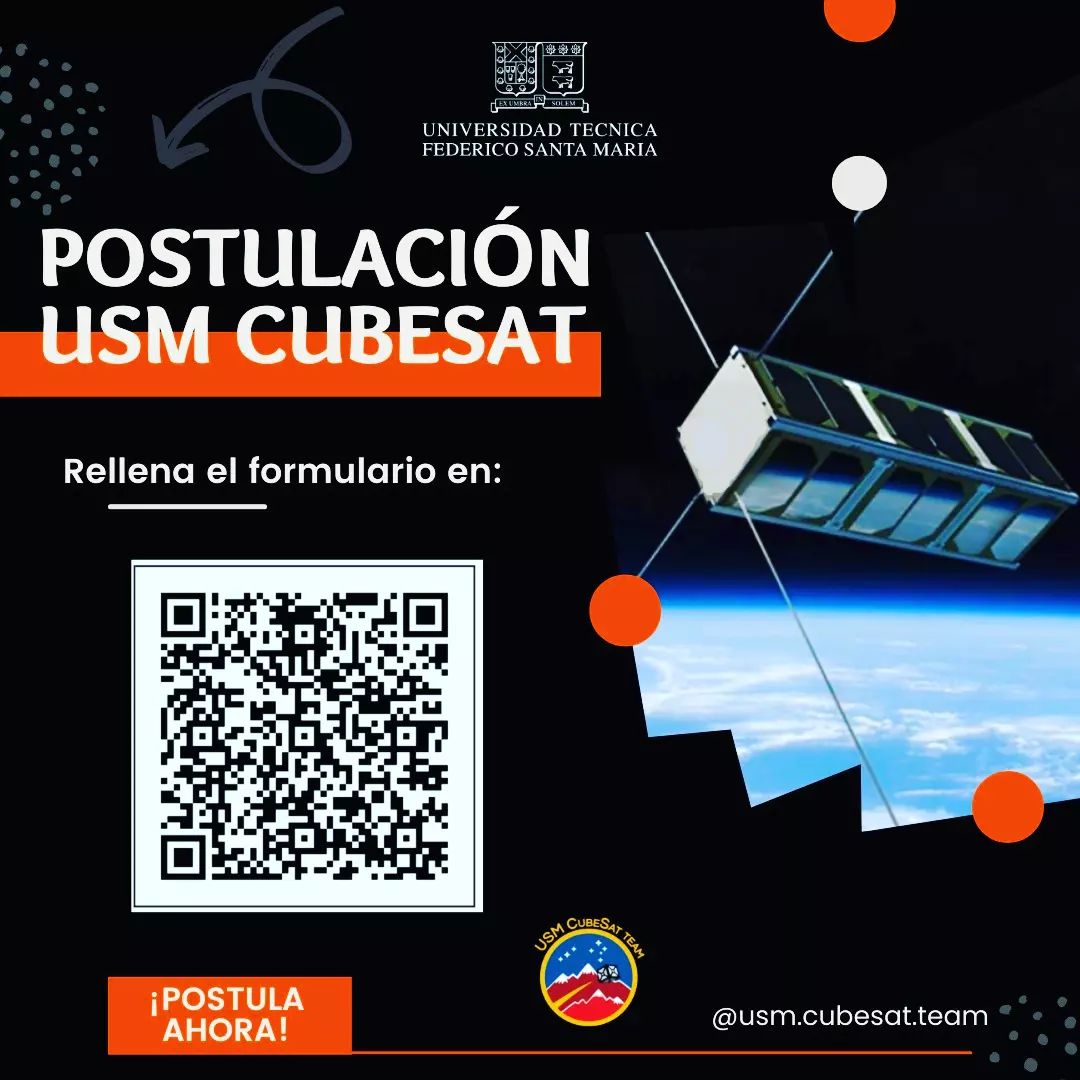 EX UMBRA IN SOLEM
UNIVERSIDAD TECNICA
FEDERICO SANTA MARIA
POSTULACIÓN
USM CUBESAT
Rellena el formulario en:
USM CUBESAT TEAM
¡POSTULA
AHORA!
@usm.cubesat.team